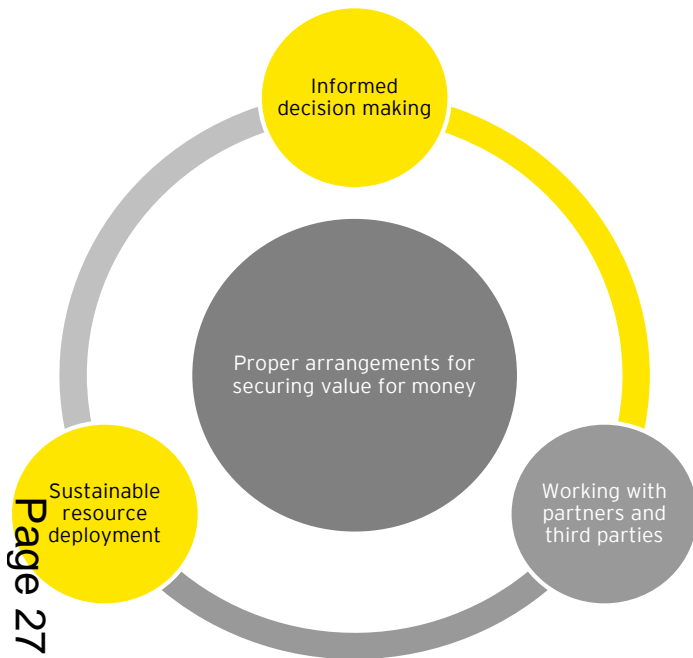 Informed
decision making
Proper arrangements for
securing value for money
Sustainable
resource
deployment
Working with
partners and
third parties
Page 27